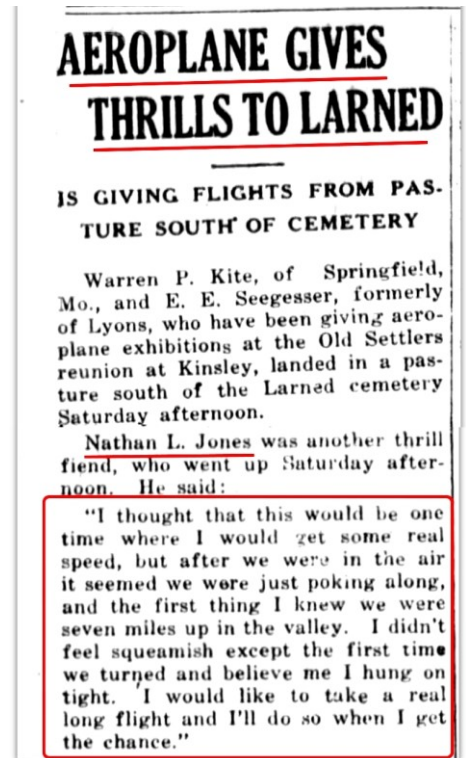 AEROPLANE GIVES
THRILLS TO LARNED
IS GIVING FLIGHTS FROM PAS-
TURE SOUTH OF CEMETERY
Warren P. Kite, of Springfield,
Mo., and E. E. Seegesser, formerly
of Lyons, who have been giving aero-
plane exhibitions at the Old Settlers
reunion at Kinsley, landed in a pas-
ture south of the Larned cemetery
Saturday afternoon.
Nathan L. Jones was another thrill
fiend, who went up Saturday after-
noon. He said:
"I thought that this would be one
time where I would get some real
speed, but after we were in the air
it seemed we were just poking along,
and the first thing I knew we were
seven miles up in the valley. I didn't
feel squeamish except the first time
we turned and believe me I hung on
tight. 'I would like to take a real
long flight and I'll do so when I get
the chance."